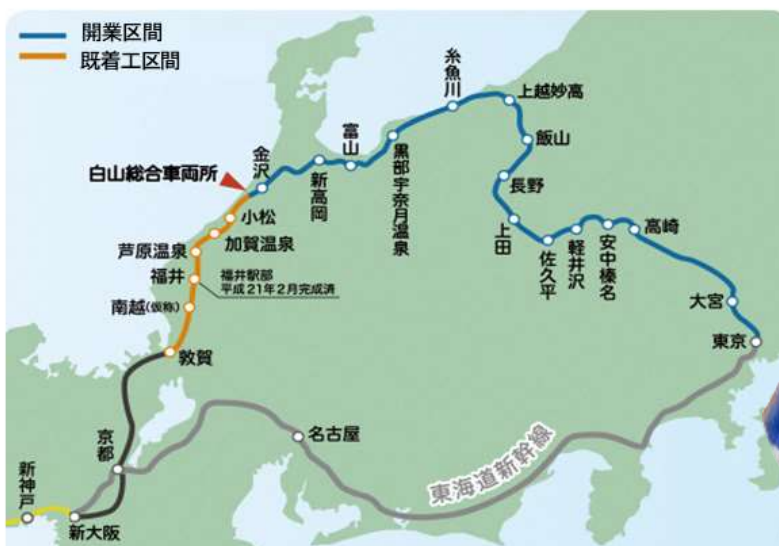 開業区間
既着工区間
糸魚川
上越妙高
飯山
富山
黒部宇奈月温泉
金沢
新高岡
白山総合車両所
長野
小松
加賀温泉
上田
佐久平
軽井沢
安中榛名
高崎
芦原温泉
福井
福井駅部
平成21年2月完成済
南越(仮称)
大宮
東京
敦賀
京都
名古屋
東海道新幹線
新神戸
新大阪